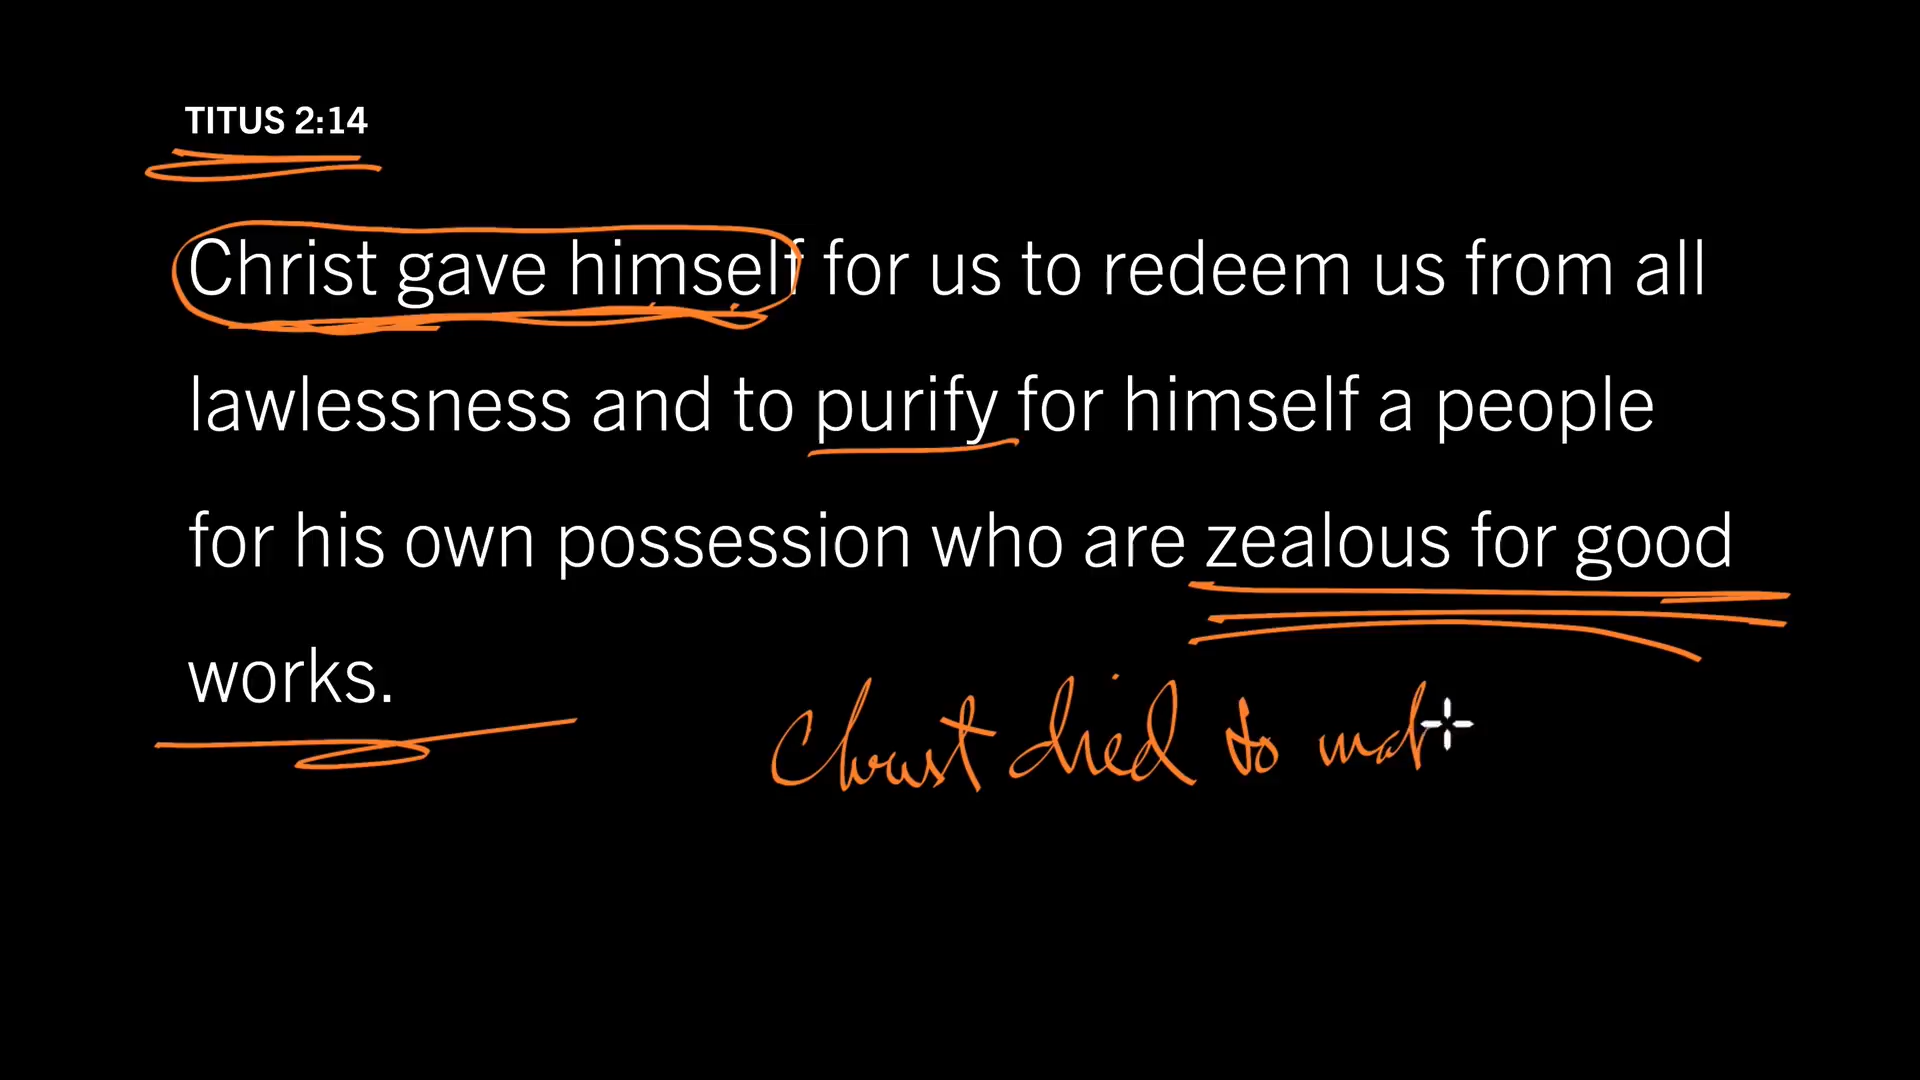 TITUS 2:14
Christ gave himself for us to redeem us from all
lawlessness and to purify for himself a people
for his own possession who are zealous for good
works.
Christ died to